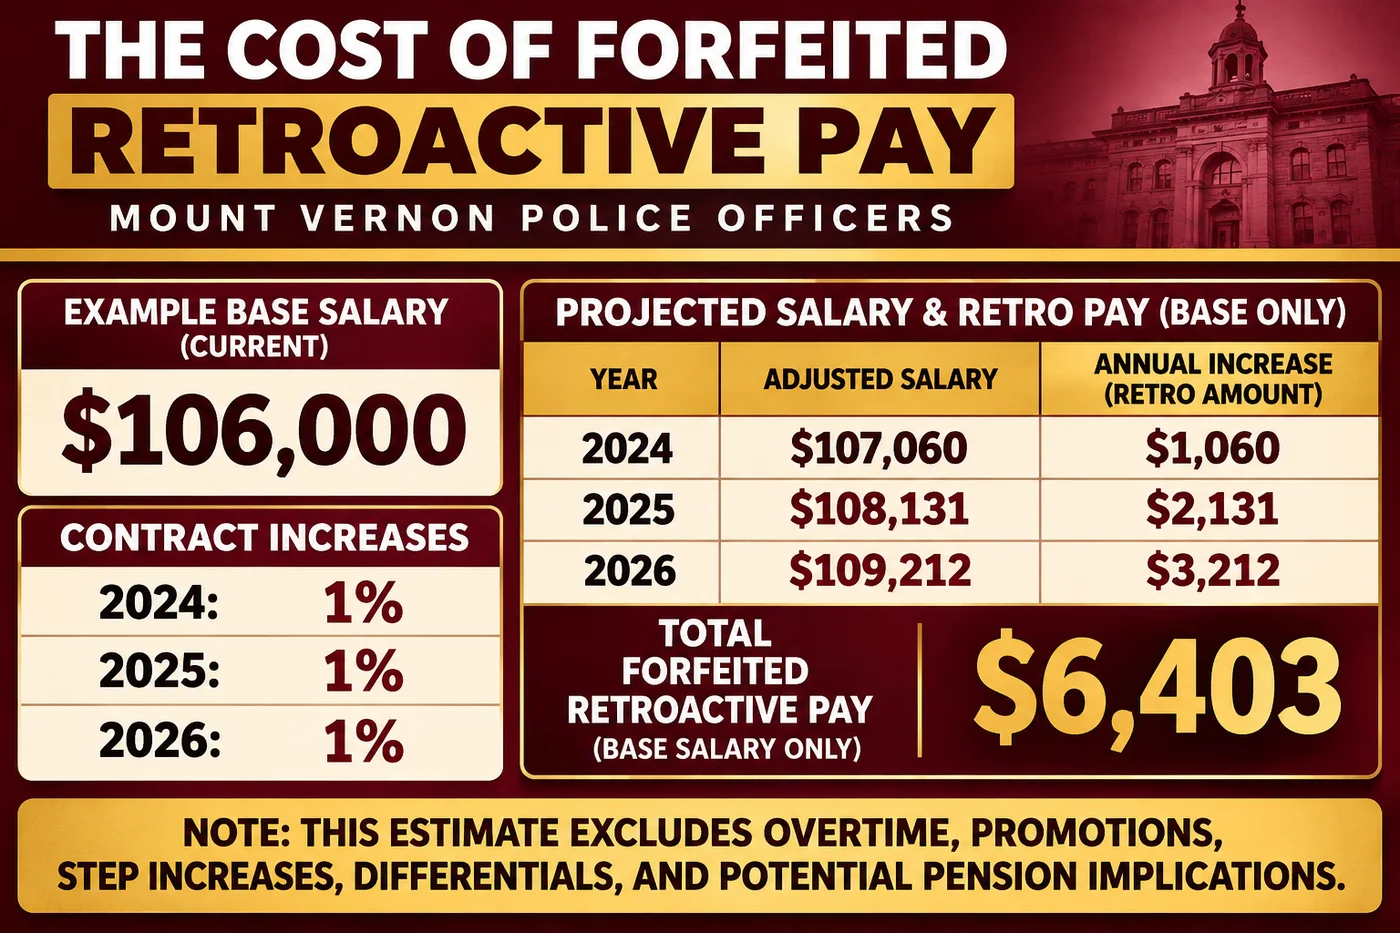 THE COST OF FORFEITED
RETROACTIVE PAY
MOUNT VERNON POLICE OFFICERS
EXAMPLE BASE SALARY
(CURRENT)
$106,000
CONTRACT INCREASES
2024: 1%
2025: 1%
2026: 1%
PROJECTED SALARY & RETRO PAY (BASE ONLY)
YEAR ADJUSTED SALARY ANNUAL INCREASE
(RETRO AMOUNT)
2024 $107,060 $1,060
2025 $108,131 $2,131
2026 $109,212 $3,212
TOTAL
FORFEITED
RETROACTIVE PAY
(BASE SALARY ONLY)
$6,403
NOTE: THIS ESTIMATE EXCLUDES OVERTIME, PROMOTIONS,
STEP INCREASES, DIFFERENTIALS, AND POTENTIAL PENSION IMPLICATIONS.